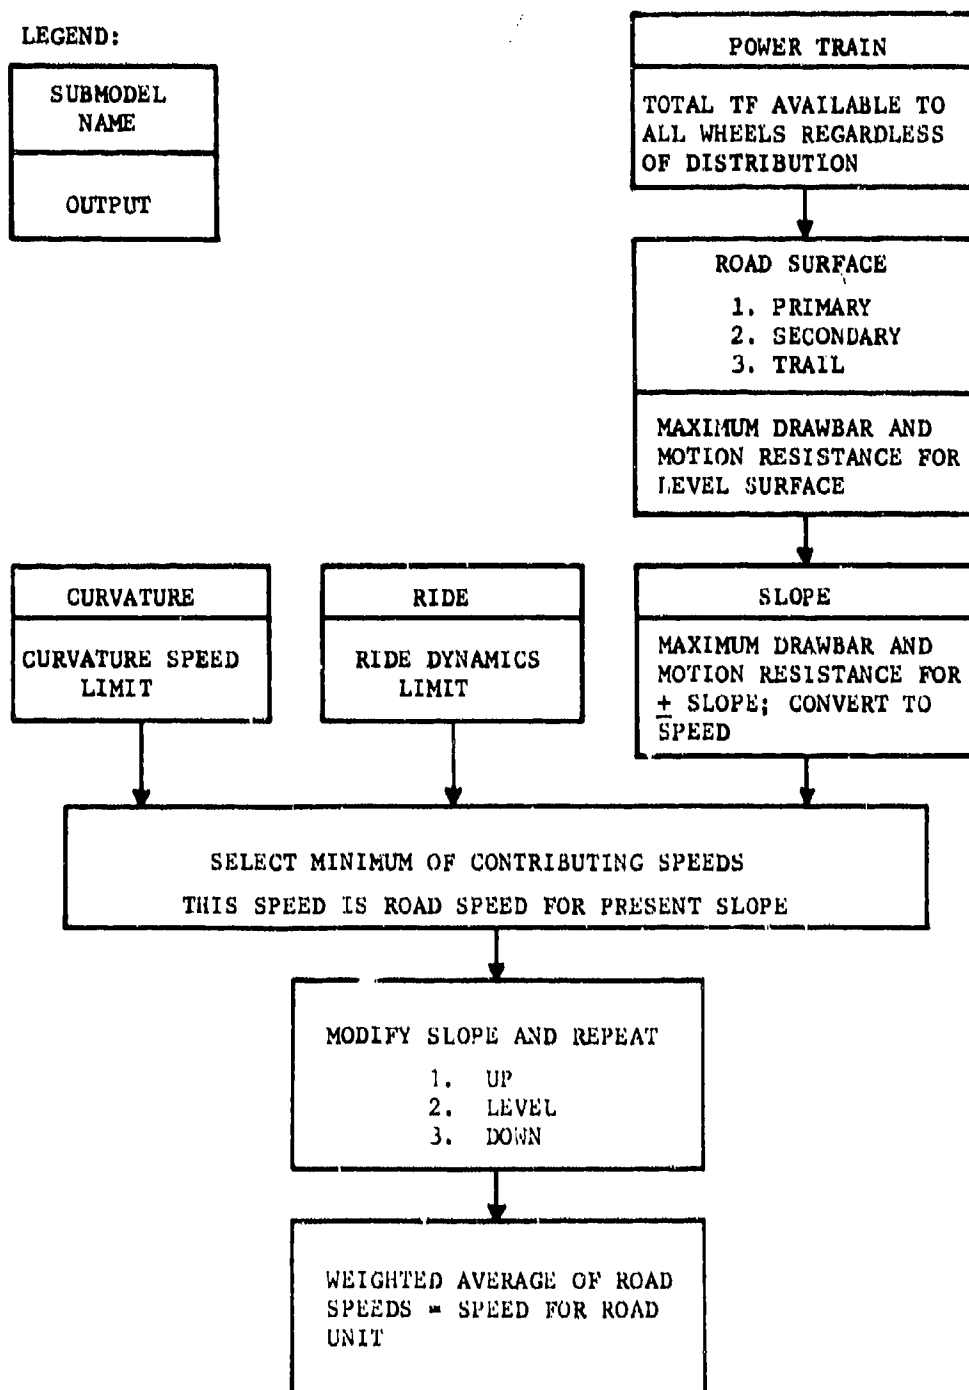 LEGEND:
SUBMODEL
NAME
OUTPUT
POWER TRAIN
TOTAL TF AVAILABLE TO
ALL WHEELS REGARDLESS
OF DISTRIBUTION
ROAD SURFACE
1. PRIMARY
2. SECONDARY
3. TRAIL
MAXIMUM DRAWBAR AND
MOTION RESISTANCE FOR
LEVEL SURFACE
CURVATURE
CURVATURE SPEED
LIMIT
RIDE
RIDE DYNAMICS
LIMIT
SLOPE
MAXIMUM DRAWBAR AND
MOTION RESISTANCE FOR
± SLOPE; CONVERT TO
SPEED
SELECT MINIMUM OF CONTRIBUTING SPEEDS
THIS SPEED IS ROAD SPEED FOR PRESENT SLOPE
MODIFY SLOPE AND REPEAT
1. UP
2. LEVEL
3. DOWN
WEIGHTED AVERAGE OF ROAD
SPEEDS = SPEED FOR ROAD
UNIT